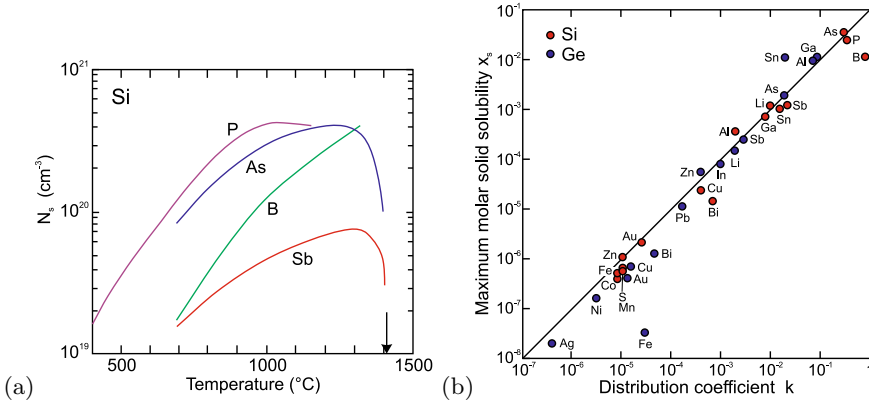 Si
P
As
B
Sb
10²¹
10²⁰
10¹⁹
Nₛ (cm⁻³)
500
1000
1500
Temperature (°C)
(a)
Si
Ge
As
P
B
Ga
Al
Sn
As
Li
Sb
Sn
Ga
Al
Sb
Li
In
Zn
Cu
Bi
Pb
Au
Zn
Bi
Fe
Cu
Co
Au
S
Mn
Ni
Fe
Ag
10⁰
10⁻¹
10⁻²
10⁻³
10⁻⁴
10⁻⁵
10⁻⁶
10⁻⁷
10⁻⁸
Maximum molar solid solubility xₛ
10⁻⁷
10⁻⁶
10⁻⁵
10⁻⁴
10⁻³
10⁻²
10⁻¹
1
Distribution coefficient k
(b)